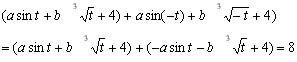 (a sin t + b ³√t + 4) + a sin(−t) + b ³√−t + 4)
= (a sin t + b ³√t + 4) + (−a sin t − b ³√t + 4) = 8